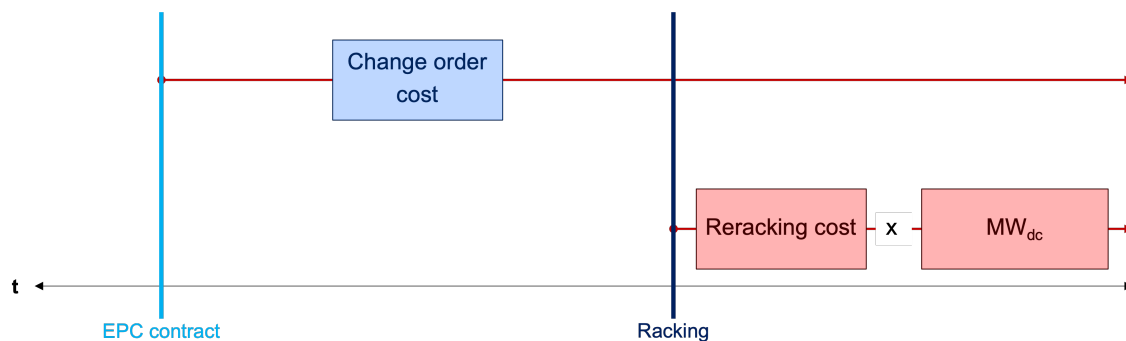 Change order
cost
Reracking cost x MWdc
t
EPC contract Racking